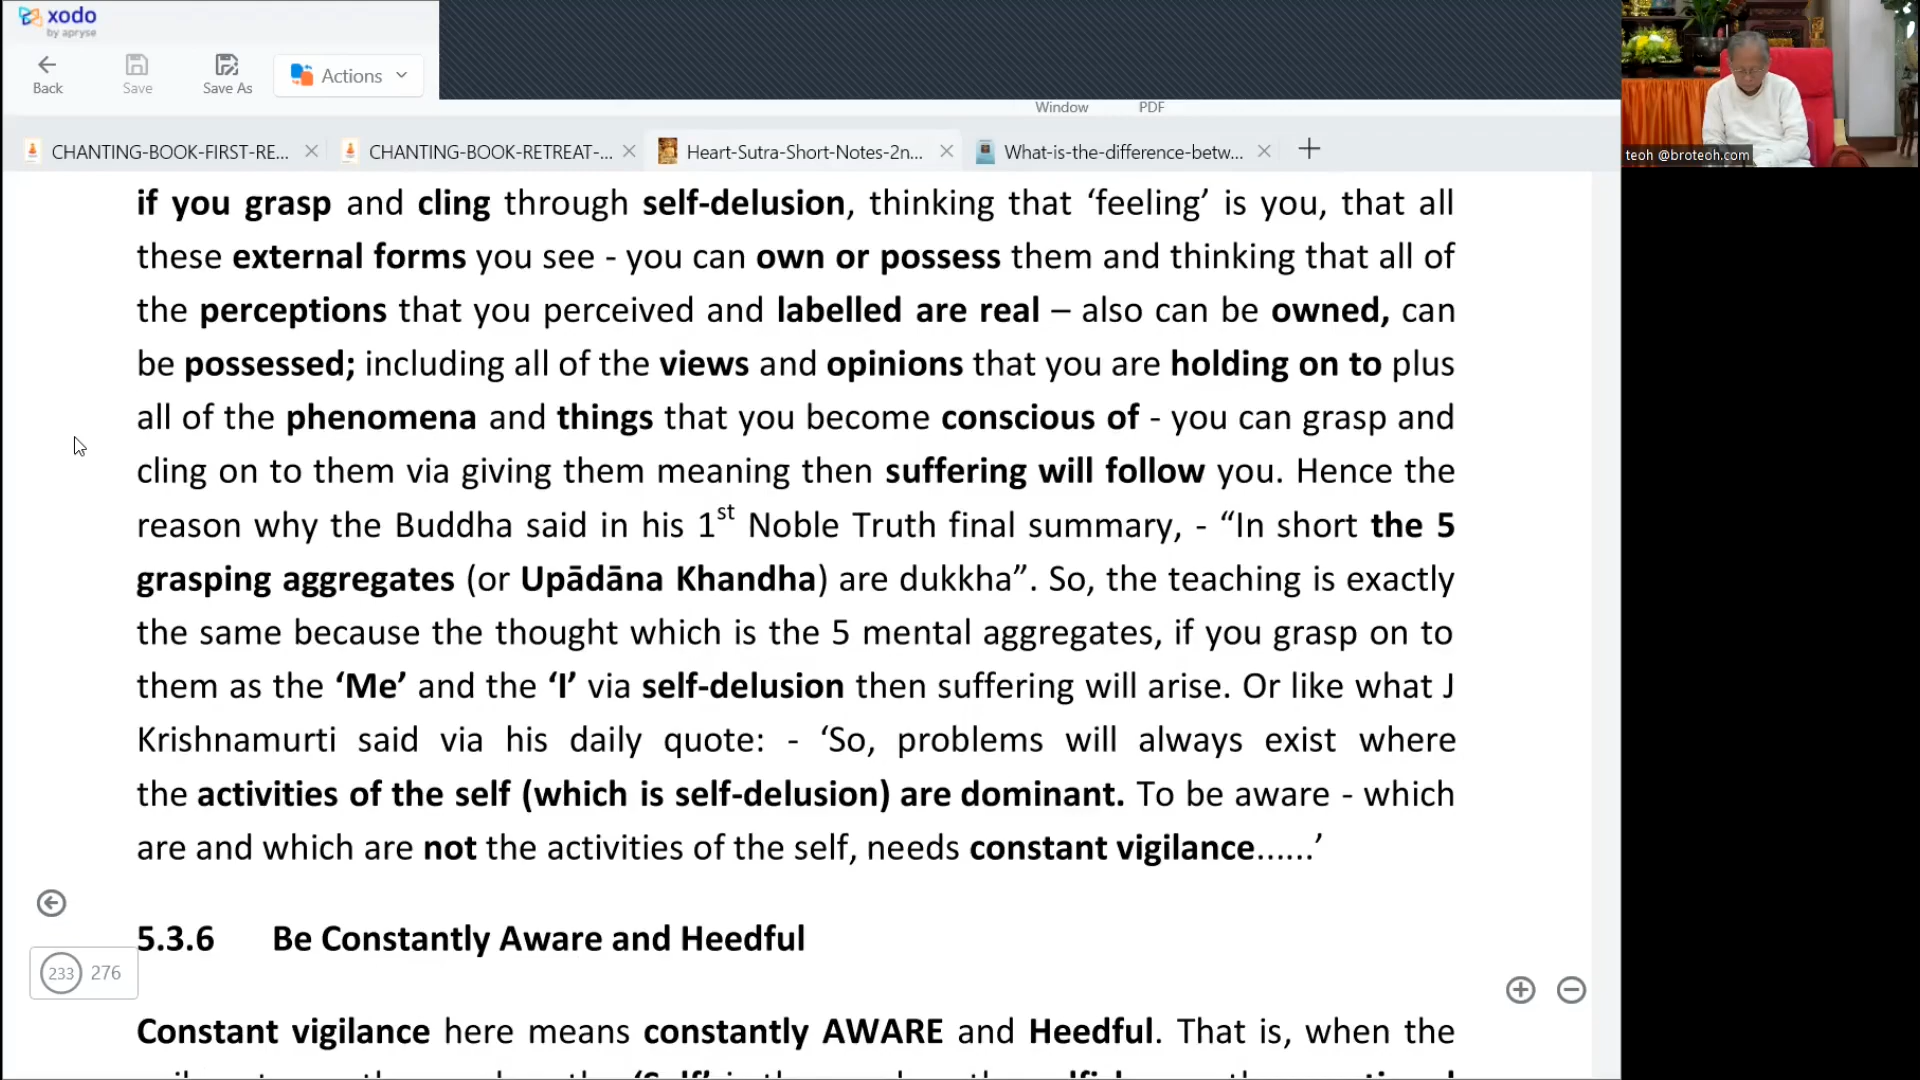 xodo
by apryse
Back
Save
Save As
Actions
Window
PDF
CHANTING-BOOK-FIRST-RE...
CHANTING-BOOK-RETREAT-...
Heart-Sutra-Short-Notes-2n...
What-is-the-difference-betw...
teoh @broteoh.com
if you grasp and cling through self-delusion, thinking that ‘feeling’ is you, that all
these external forms you see - you can own or possess them and thinking that all of
the perceptions that you perceived and labelled are real – also can be owned, can
be possessed; including all of the views and opinions that you are holding on to plus
all of the phenomena and things that you become conscious of - you can grasp and
cling on to them via giving them meaning then suffering will follow you. Hence the
reason why the Buddha said in his 1st Noble Truth final summary, - “In short the 5
grasping aggregates (or Upādāna Khandha) are dukkha”. So, the teaching is exactly
the same because the thought which is the 5 mental aggregates, if you grasp on to
them as the ‘Me’ and the ‘I’ via self-delusion then suffering will arise. Or like what J
Krishnamurti said via his daily quote: - ‘So, problems will always exist where
the activities of the self (which is self-delusion) are dominant. To be aware - which
are and which are not the activities of the self, needs constant vigilance......’
5.3.6 Be Constantly Aware and Heedful
233 276
Constant vigilance here means constantly AWARE and Heedful. That is, when the